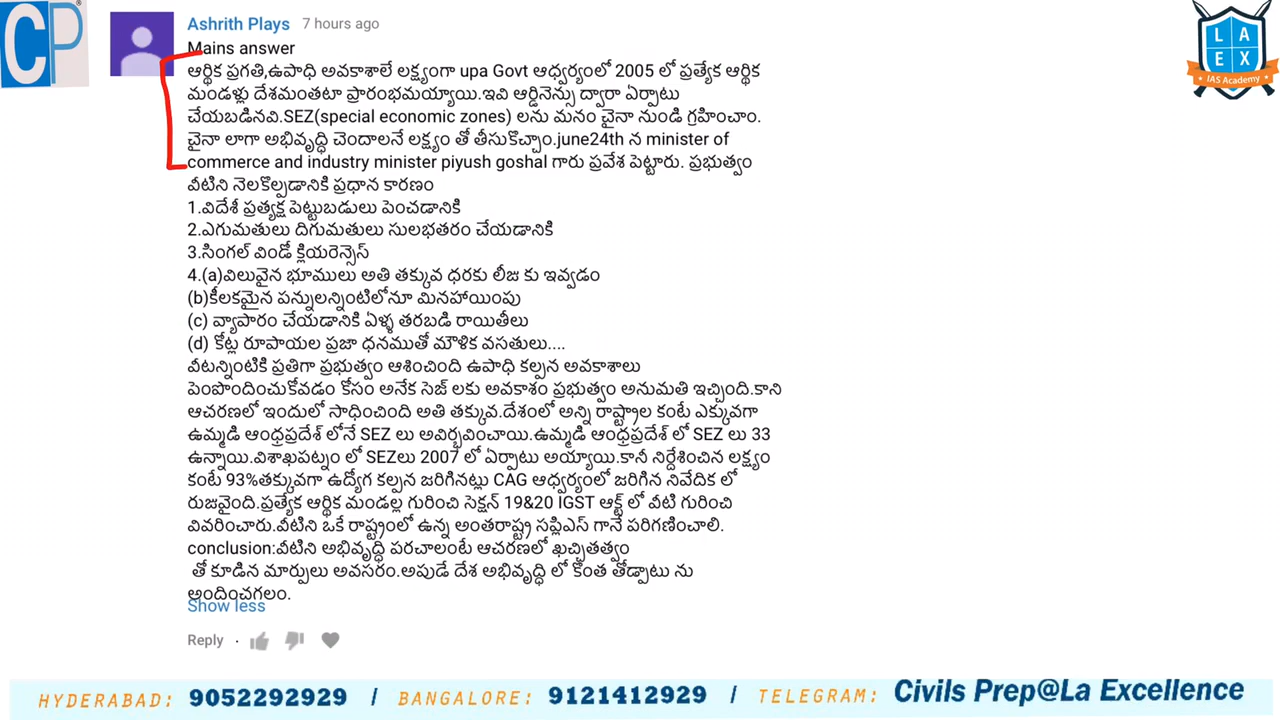 CP
®
Ashrith Plays 7 hours ago
Mains answer
ఆర్థిక ప్రగతి,ఉపాధి అవకాశాలే లక్ష్యంగా upa Govt ఆధ్వర్యంలో 2005 లో ప్రత్యేక ఆర్థిక
మండళ్లు దేశమంతటా ప్రారంభమయ్యాయి.ఇవి ఆర్డినెన్సు ద్వారా ఏర్పాటు
చేయబడినవి.SEZ(special economic zones) లను మనం చైనా నుండి గ్రహించాం.
చైనా లాగా అభివృద్ధి చెందాలనే లక్ష్యం తో తీసుకొచ్చాం.june24th న minister of
commerce and industry minister piyush goshal గారు ప్రవేశ పెట్టారు. ప్రభుత్వం
వీటిని నెలకొల్పడానికి ప్రధాన కారణం
1.విదేశీ ప్రత్యక్ష పెట్టుబడులు పెంచడానికి
2.ఎగుమతులు దిగుమతులు సులభతరం చేయడానికి
3.సింగల్ విండో క్లియరెన్సెస్
4.(a)విలువైన భూములు అతి తక్కువ ధరకు లీజ కు ఇవ్వడం
(b)కీలకమైన పన్నులన్నింటిలోనూ మినహాయింపు
(c) వ్యాపారం చేయడానికి ఏళ్ళ తరబడి రాయితీలు
(d) కోట్ల రూపాయల ప్రజా ధనముతో మౌళిక వసతులు....
వీటన్నింటికి ప్రతిగా ప్రభుత్వం ఆశించింది ఉపాధి కల్పన అవకాశాలు
పెంపొందించుకోవడం కోసం అనేక సెజ్ లకు అవకాశం ప్రభుత్వం అనుమతి ఇచ్చింది.కాని
ఆచరణలో ఇందులో సాధించింది అతి తక్కువ.దేశంలో అన్ని రాష్ట్రాల కంటే ఎక్కువగా
ఉమ్మడి ఆంధ్రప్రదేశ్ లోనే SEZ లు అవిర్భవించాయి.ఉమ్మడి ఆంధ్రప్రదేశ్ లో SEZ లు 33
ఉన్నాయి.విశాఖపట్నం లో SEZలు 2007 లో ఏర్పాటు అయ్యాయి.కానీ నిర్దేశించిన లక్ష్యం
కంటే 93%తక్కువగా ఉద్యోగ కల్పన జరిగినట్లు CAG ఆధ్వర్యంలో జరిగిన నివేదిక లో
రుజువైంది.ప్రత్యేక ఆర్థిక మండల్ల గురించి సెక్షన్ 19&20 IGST ఆక్ట్ లో వీటి గురించి
వివరించారు.వీటిని ఒకే రాష్ట్రంలో ఉన్న అంతరాష్ట్ర సప్లిఎస్ గానే పరిగణించాలి.
conclusion:వీటిని అభివృద్ధి పరచాలంటే ఆచరణలో ఖచ్చితత్వం
తో కూడిన మార్పులు అవసరం.అపుడే దేశ అభివృద్ధి లో కొంత తోడ్పాటు ను
అందించగలం.
Show less
Reply
LAEX
IAS Academy
HYDERABAD: 9052292929 / BANGALORE: 9121412929 / TELEGRAM: Civils Prep@La Excellence